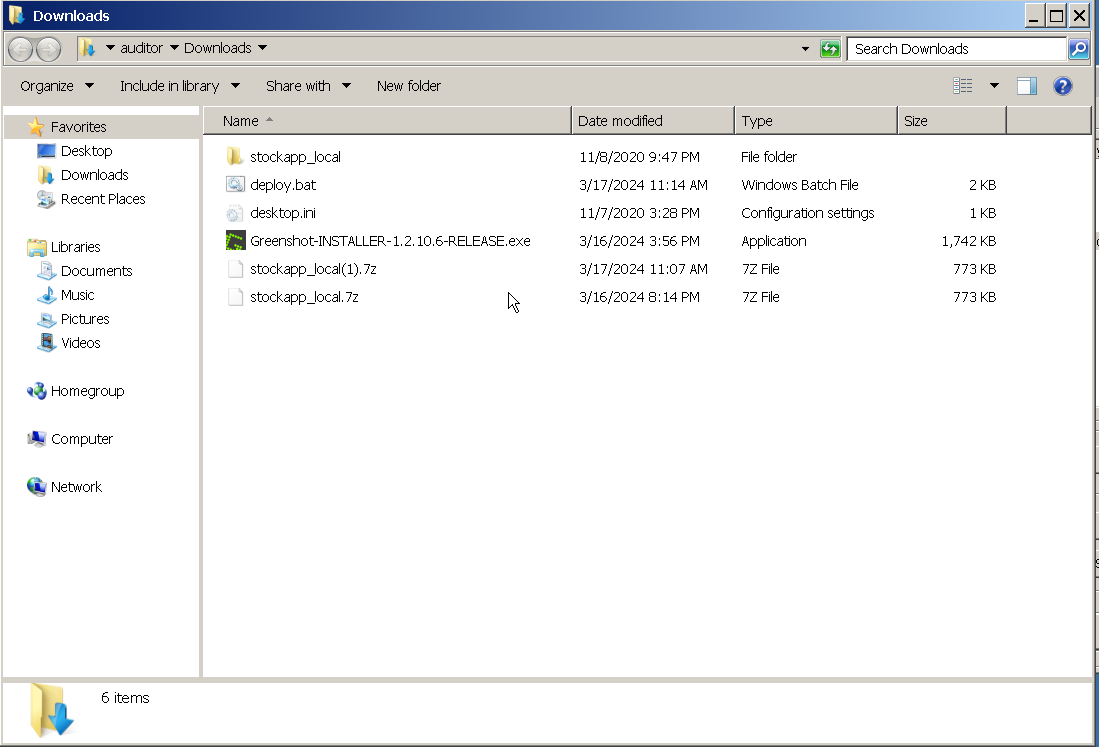 Downloads
auditor Downloads
Search Downloads
Organize Include in library Share with New folder
Name Date modified Type Size
Favorites
Desktop
Downloads
Recent Places
Libraries
Documents
Music
Pictures
Videos
Homegroup
Computer
Network
stockapp_local 11/8/2020 9:47 PM File folder
deploy.bat 3/17/2024 11:14 AM Windows Batch File 2 KB
desktop.ini 11/7/2020 3:28 PM Configuration settings 1 KB
Greenshot-INSTALLER-1.2.10.6-RELEASE.exe 3/16/2024 3:56 PM Application 1,742 KB
stockapp_local(1).7z 3/17/2024 11:07 AM 7Z File 773 KB
stockapp_local.7z 3/16/2024 8:14 PM 7Z File 773 KB
6 items